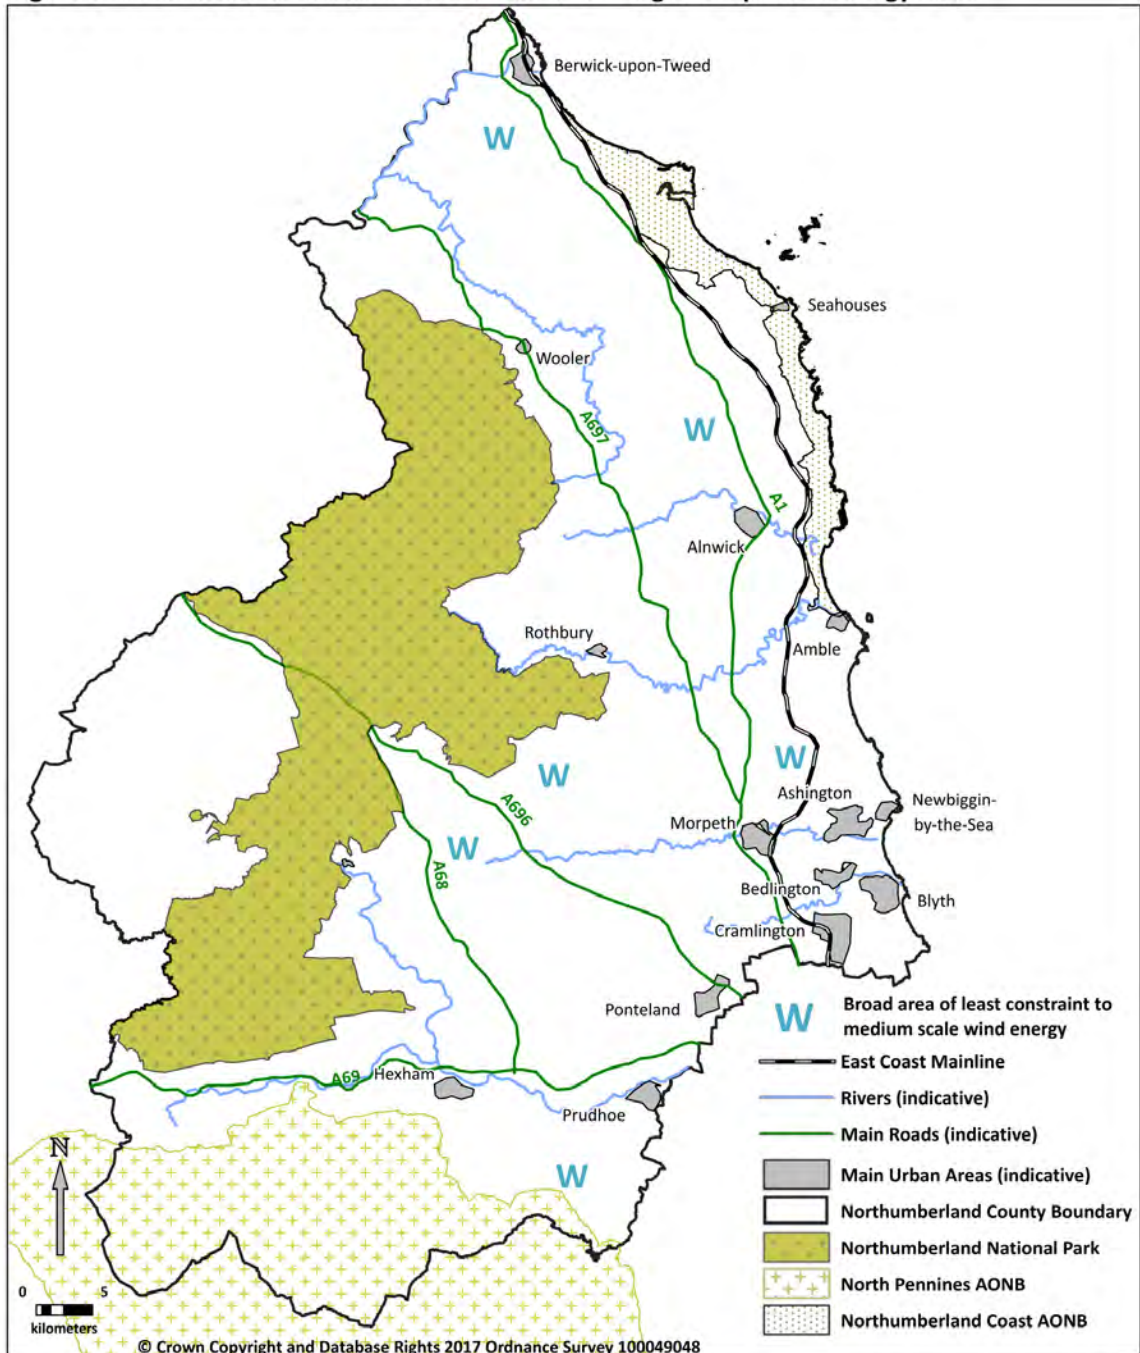 Berwick-upon-Tweed
W
Seahouses
Wooler
A697
W
A1
Alnwick
Rothbury
Amble
W
W
Ashington
Newbiggin-
by-the-Sea
A696
Morpeth
W
A68
Bedlington
Blyth
Cramlington
Ponteland
A69
Hexham
Prudhoe
W
N
0 5
kilometers
W Broad area of least constraint to
medium scale wind energy
East Coast Mainline
Rivers (indicative)
Main Roads (indicative)
Main Urban Areas (indicative)
Northumberland County Boundary
Northumberland National Park
North Pennines AONB
Northumberland Coast AONB
© Crown Copyright and Database Rights 2017 Ordnance Survey 100049048